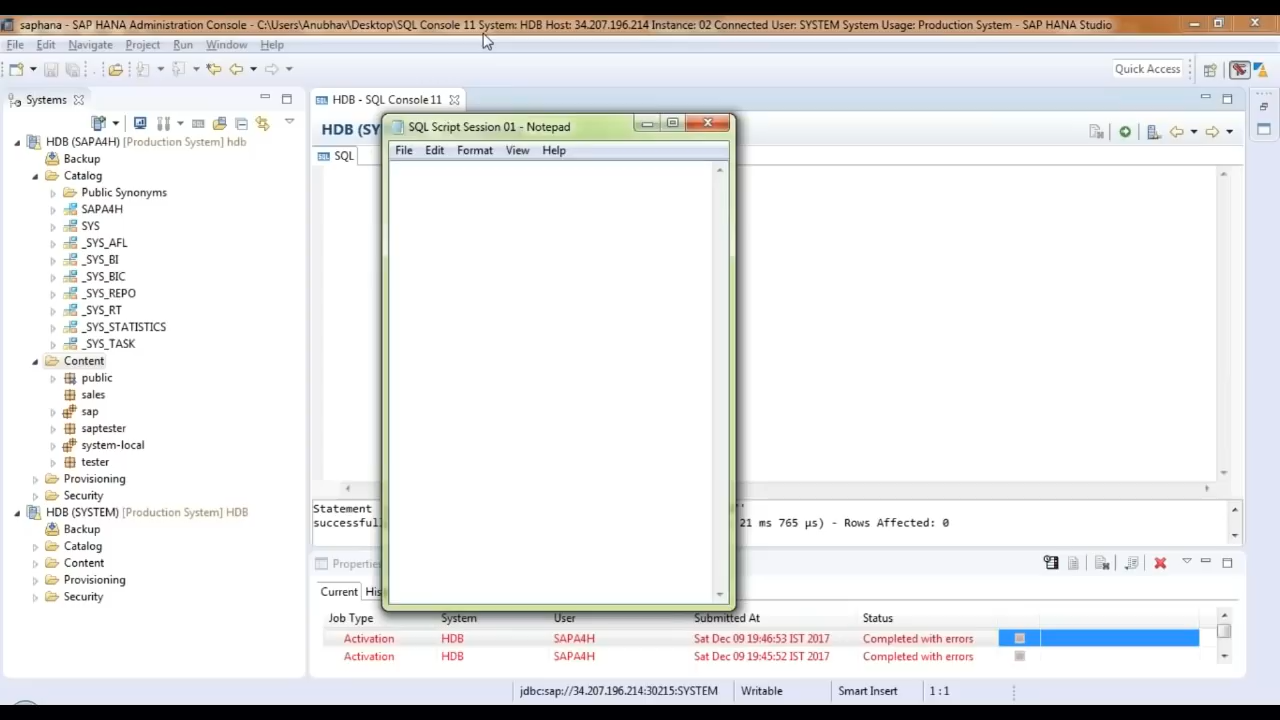 saphana - SAP HANA Administration Console - C:\Users\Anubhav\Desktop\SQL Console 11 System: HDB Host: 34.207.196.214 Instance: 02 Connected User: SYSTEM System Usage: Production System - SAP HANA Studio
File Edit Navigate Project Run Window Help
Quick Access
Systems
HDB - SQL Console 11
HDB (SY
SQL
SQL Script Session 01 - Notepad
File Edit Format View Help
HDB (SAPA4H) [Production System] hdb
Backup
Catalog
Public Synonyms
SAPA4H
SYS
_SYS_AFL
_SYS_BI
_SYS_BIC
_SYS_REPO
_SYS_RT
_SYS_STATISTICS
_SYS_TASK
Content
public
sales
sap
saptester
system-local
tester
Provisioning
Security
HDB (SYSTEM) [Production System] HDB
Backup
Catalog
Content
Provisioning
Security
Statement ''
successfull 21 ms 765 µs) - Rows Affected: 0
Properties
Current His
Job Type System User Submitted At Status
Activation HDB SAPA4H Sat Dec 09 19:46:53 IST 2017 Completed with errors
Activation HDB SAPA4H Sat Dec 09 19:45:52 IST 2017 Completed with errors
jdbc:sap://34.207.196.214:30215:SYSTEM Writable Smart Insert 1 : 1